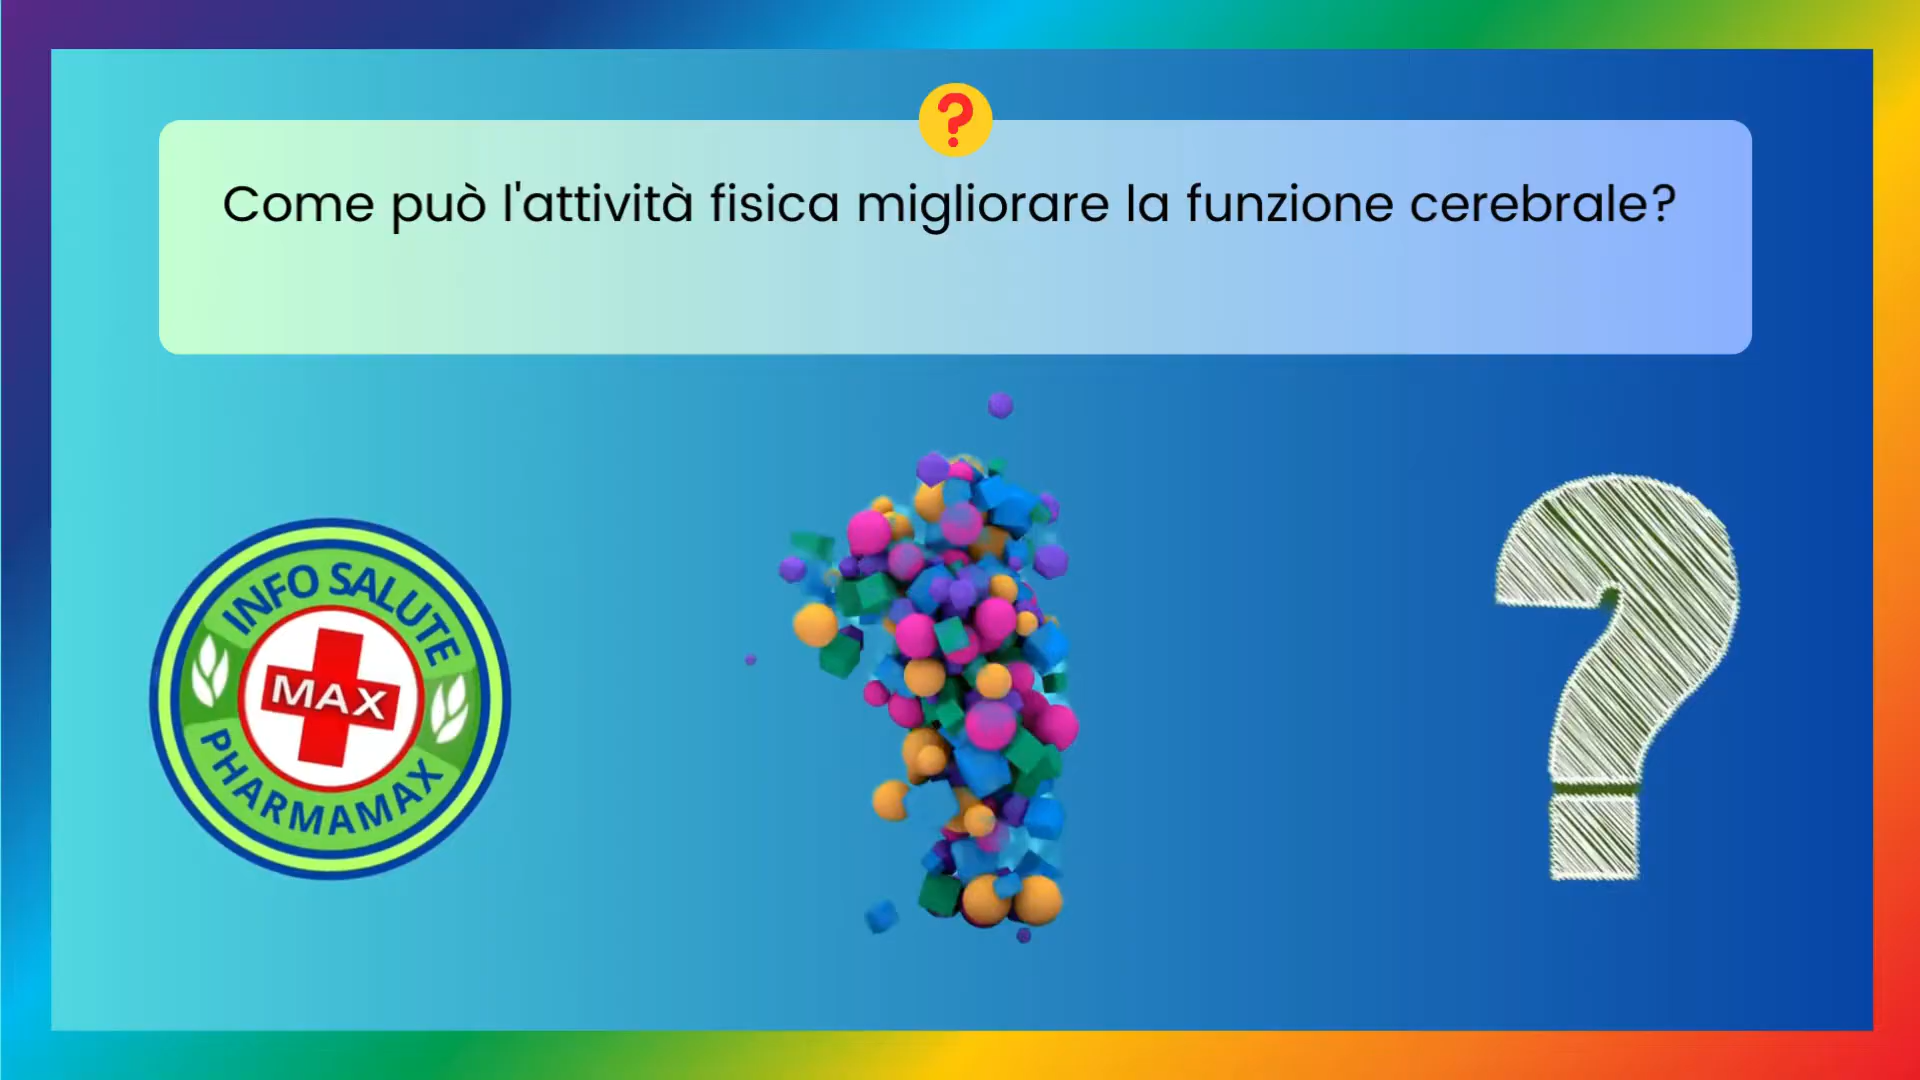 Come può l'attività fisica migliorare la funzione cerebrale?
INFO SALUTE
MAX
PHARMAMAX